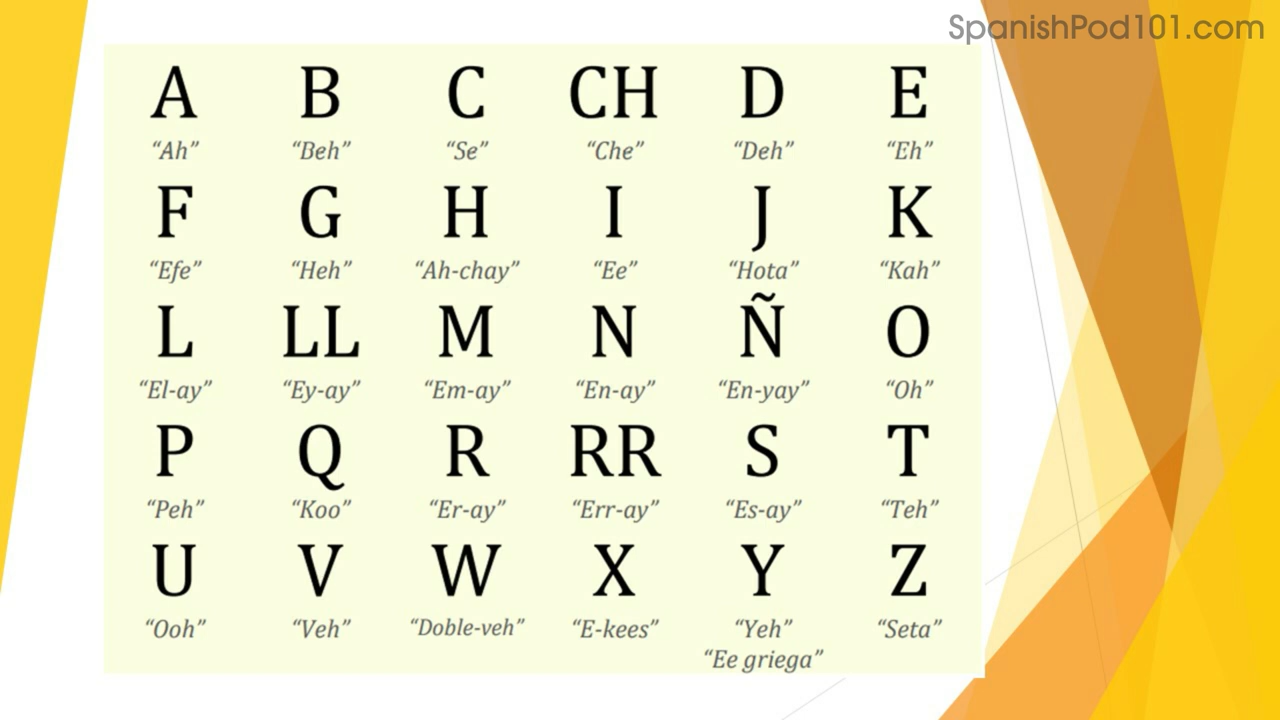 SpanishPod101.com
A B C CH D E
“Ah” “Beh” “Se” “Che” “Deh” “Eh”
F G H I J K
“Efe” “Heh” “Ah-chay” “Ee” “Hota” “Kah”
L LL M N Ñ O
“El-ay” “Ey-ay” “Em-ay” “En-ay” “En-yay” “Oh”
P Q R RR S T
“Peh” “Koo” “Er-ay” “Err-ay” “Es-ay” “Teh”
U V W X Y Z
“Ooh” “Veh” “Doble-veh” “E-kees” “Yeh” “Seta”
“Ee griega”